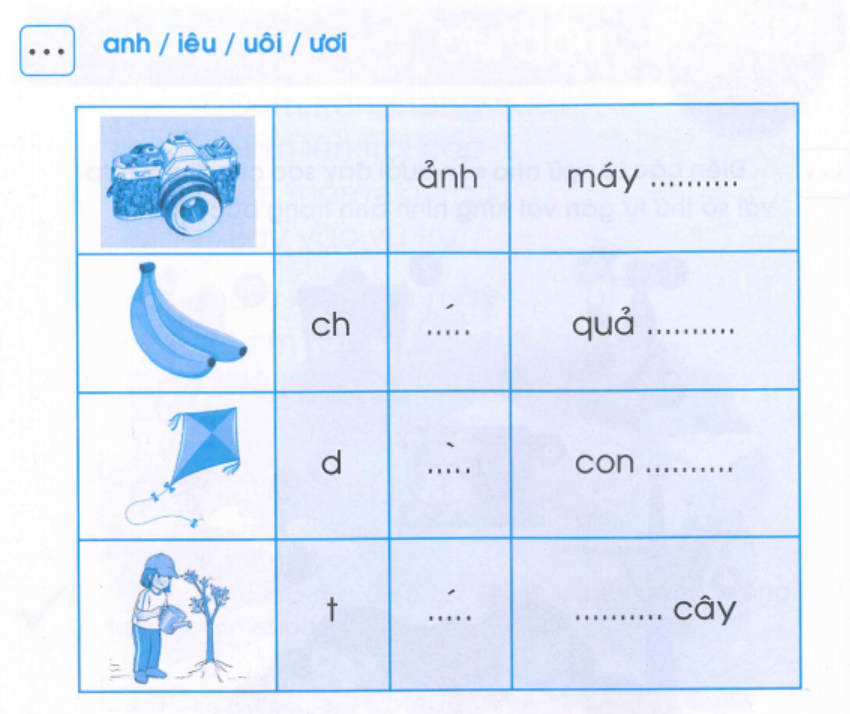 ... anh / iêu / uôi / ươi
ảnh máy ..........
ch ..́... quả ..........
d ..̀... con ..........
t ..́... .......... cây